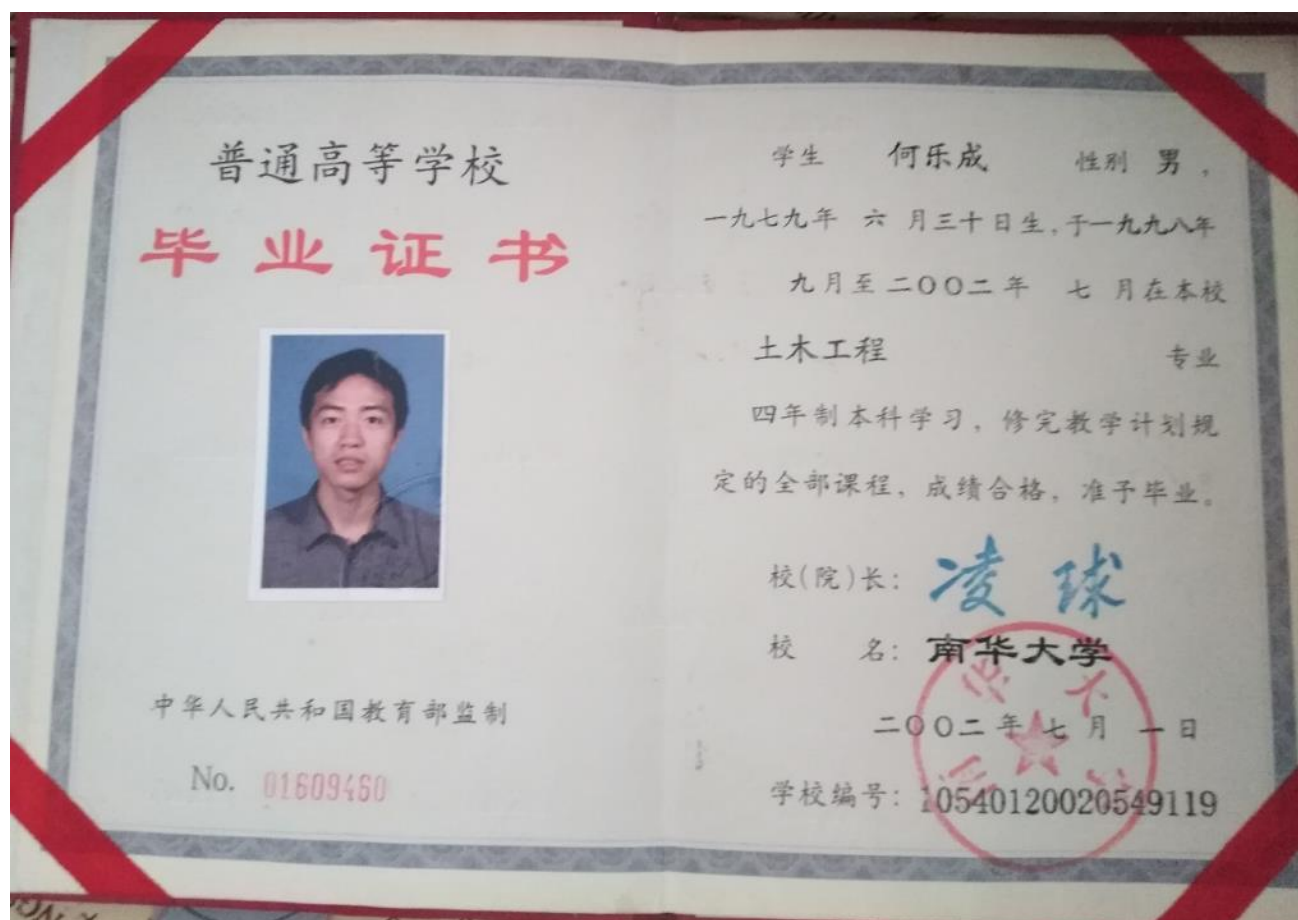 普通高等学校
毕业证书
中华人民共和国教育部监制
No. 01609460
学生 何乐成 性别 男，
一九七九年 六 月三十日生，于一九九八年
九月至二〇〇二年 七 月在本校
土木工程 专业
四年制本科学习，修完教学计划规
定的全部课程，成绩合格，准予毕业。
校(院)长：凌球
校 名：南华大学
二〇〇二年七月一日
学校编号：105401200205​49119